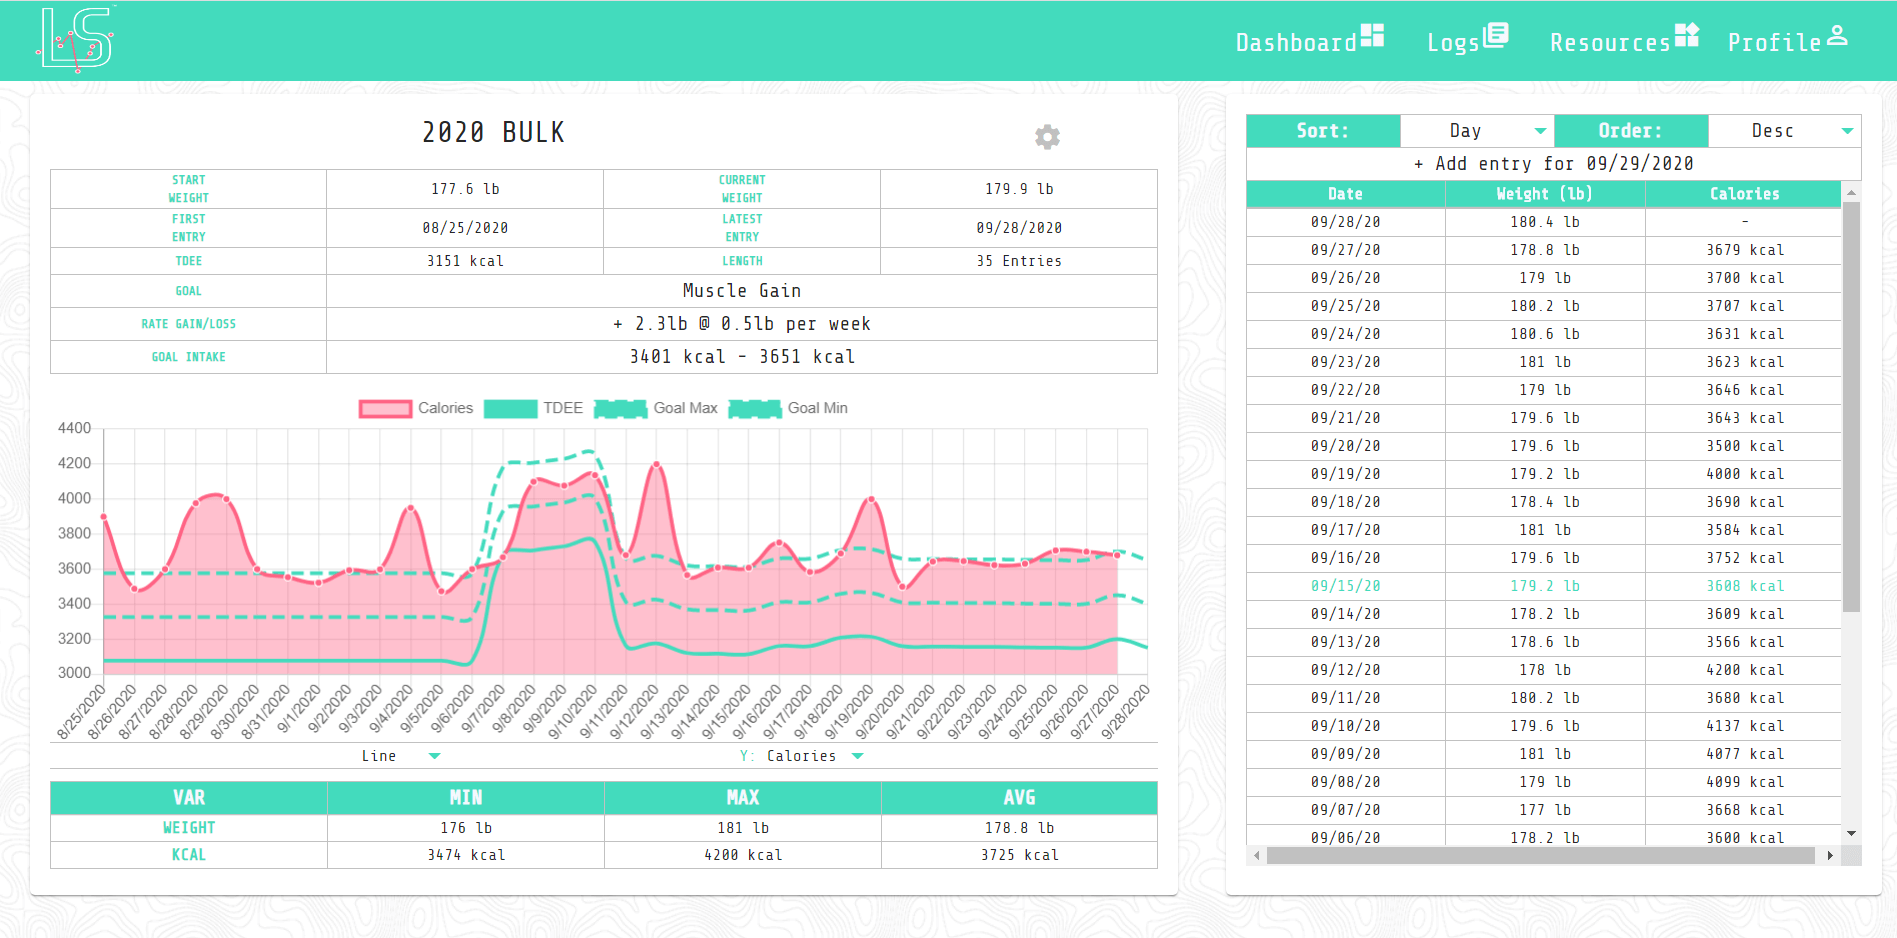 LS
Dashboard Logs Resources Profile
2020 BULK
START WEIGHT 177.6 lb CURRENT WEIGHT 179.9 lb
FIRST ENTRY 08/25/2020 LATEST ENTRY 09/28/2020
TDEE 3151 kcal LENGTH 35 Entries
GOAL Muscle Gain
RATE GAIN/LOSS + 2.3lb @ 0.5lb per week
GOAL INTAKE 3401 kcal - 3651 kcal
Calories TDEE Goal Max Goal Min
4400
4200
4000
3800
3600
3400
3200
3000
8/25/2020 8/26/2020 8/27/2020 8/28/2020 8/29/2020 8/30/2020 8/31/2020 9/1/2020 9/2/2020 9/3/2020 9/4/2020 9/5/2020 9/6/2020 9/7/2020 9/8/2020 9/9/2020 9/10/2020 9/11/2020 9/12/2020 9/13/2020 9/14/2020 9/15/2020 9/16/2020 9/17/2020 9/18/2020 9/19/2020 9/20/2020 9/21/2020 9/22/2020 9/23/2020 9/24/2020 9/25/2020 9/26/2020 9/27/2020 9/28/2020
Line Y: Calories
VAR MIN MAX AVG
WEIGHT 176 lb 181 lb 178.8 lb
KCAL 3474 kcal 4200 kcal 3725 kcal
Sort: Day Order: Desc
+ Add entry for 09/29/2020
Date Weight (lb) Calories
09/28/20 180.4 lb -
09/27/20 178.8 lb 3679 kcal
09/26/20 179 lb 3700 kcal
09/25/20 180.2 lb 3707 kcal
09/24/20 180.6 lb 3631 kcal
09/23/20 181 lb 3623 kcal
09/22/20 179 lb 3646 kcal
09/21/20 179.6 lb 3643 kcal
09/20/20 179.6 lb 3500 kcal
09/19/20 179.2 lb 4000 kcal
09/18/20 178.4 lb 3690 kcal
09/17/20 181 lb 3584 kcal
09/16/20 179.6 lb 3752 kcal
09/15/20 179.2 lb 3608 kcal
09/14/20 178.2 lb 3609 kcal
09/13/20 178.6 lb 3566 kcal
09/12/20 178 lb 4200 kcal
09/11/20 180.2 lb 3680 kcal
09/10/20 179.6 lb 4137 kcal
09/09/20 181 lb 4077 kcal
09/08/20 179 lb 4099 kcal
09/07/20 177 lb 3668 kcal
09/06/20 178.2 lb 3600 kcal